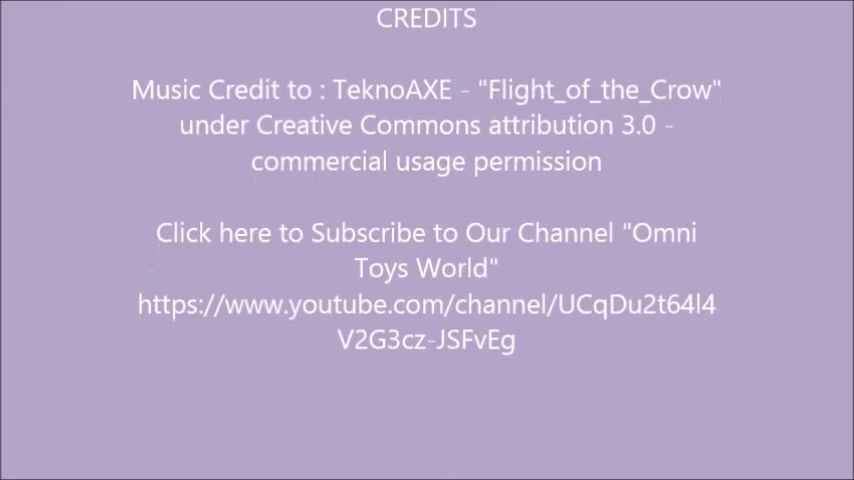 CREDITS
Music Credit to : TeknoAXE - "Flight_of_the_Crow"
under Creative Commons attribution 3.0 -
commercial usage permission
Click here to Subscribe to Our Channel "Omni
Toys World"
https://www.youtube.com/channel/UCqDu2t64l4
V2G3cz-JSFvEg